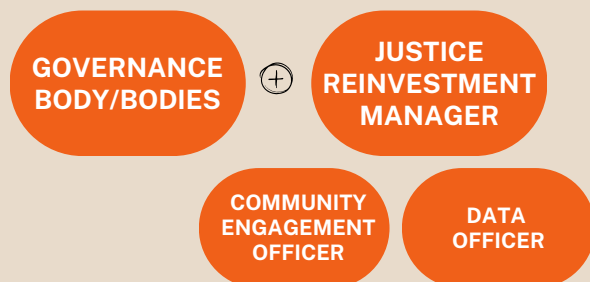 GOVERNANCE
BODY/BODIES
+
JUSTICE
REINVESTMENT
MANAGER
COMMUNITY
ENGAGEMENT
OFFICER
DATA
OFFICER